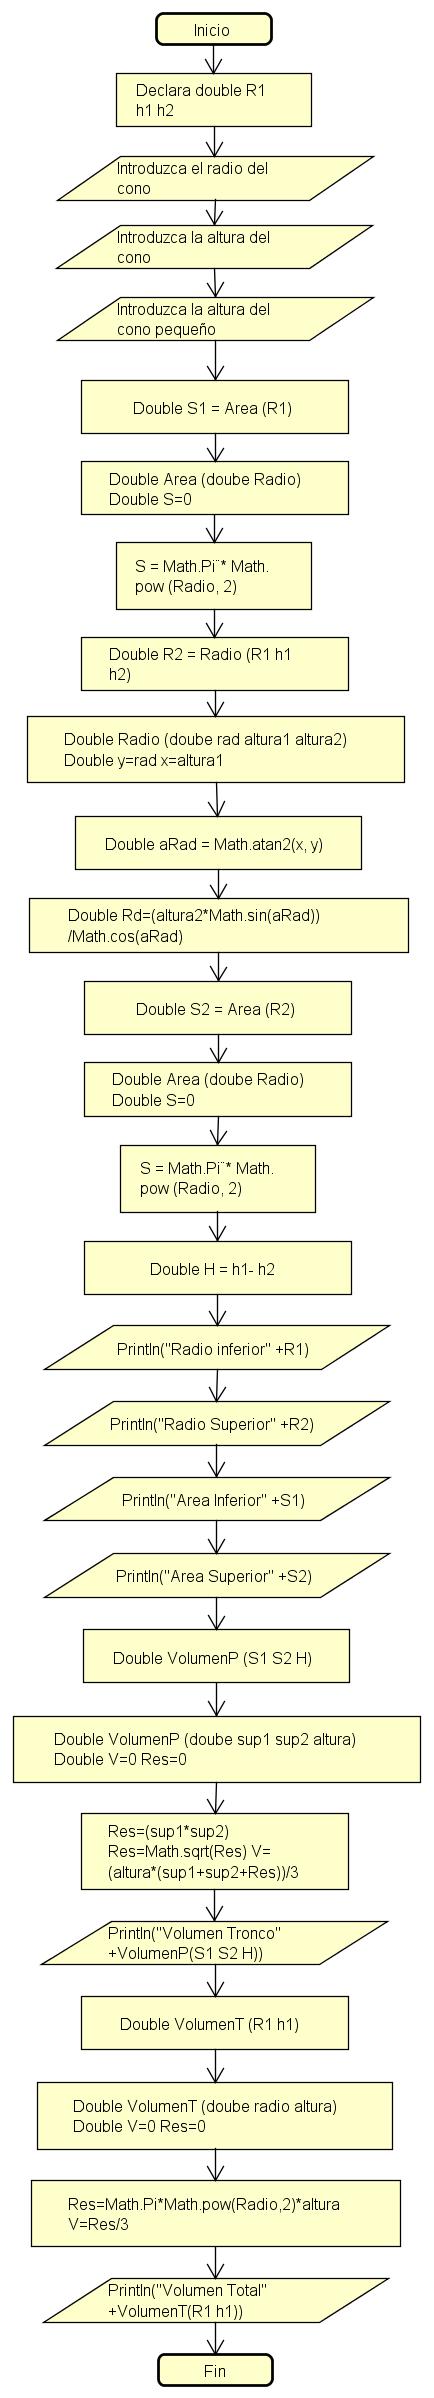 Inicio
Declara double R1
h1 h2
Introduzca el radio del
cono
Introduzca la altura del
cono
Introduzca la altura del
cono pequeño
Double S1 = Area (R1)
Double Area (doube Radio)
Double S=0
S = Math.Pi¨* Math.
pow (Radio, 2)
Double R2 = Radio (R1 h1
h2)
Double Radio (doube rad altura1 altura2)
Double y=rad x=altura1
Double aRad = Math.atan2(x, y)
Double Rd=(altura2*Math.sin(aRad))
/Math.cos(aRad)
Double S2 = Area (R2)
Double Area (doube Radio)
Double S=0
S = Math.Pi¨* Math.
pow (Radio, 2)
Double H = h1- h2
Println("Radio inferior" +R1)
Println("Radio Superior" +R2)
Println("Area Inferior" +S1)
Println("Area Superior" +S2)
Double VolumenP (S1 S2 H)
Double VolumenP (doube sup1 sup2 altura)
Double V=0 Res=0
Res=(sup1*sup2)
Res=Math.sqrt(Res) V=
(altura*(sup1+sup2+Res))/3
Println("Volumen Tronco"
+VolumenP(S1 S2 H))
Double VolumenT (R1 h1)
Double VolumenT (doube radio altura)
Double V=0 Res=0
Res=Math.Pi*Math.pow(Radio,2)*altura
V=Res/3
Println("Volumen Total"
+VolumenT(R1 h1))
Fin